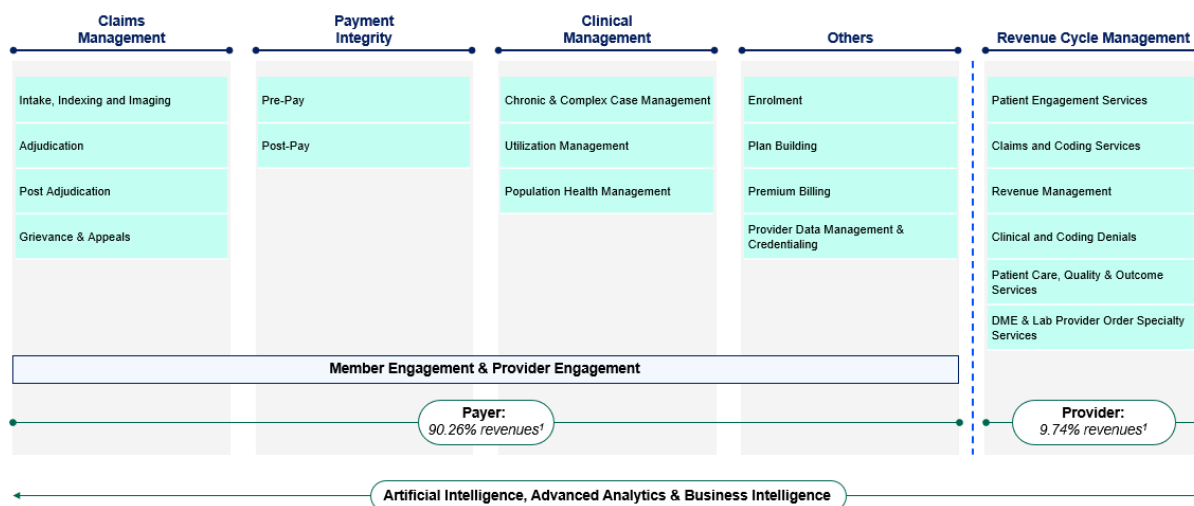 Claims
Management
Payment
Integrity
Clinical
Management
Others
Revenue Cycle Management
Intake, Indexing and Imaging
Adjudication
Post Adjudication
Grievance & Appeals
Pre-Pay
Post-Pay
Chronic & Complex Case Management
Utilization Management
Population Health Management
Enrolment
Plan Building
Premium Billing
Provider Data Management &
Credentialing
Patient Engagement Services
Claims and Coding Services
Revenue Management
Clinical and Coding Denials
Patient Care, Quality & Outcome
Services
DME & Lab Provider Order Specialty
Services
Member Engagement & Provider Engagement
Payer:
90.26% revenues¹
Provider:
9.74% revenues¹
Artificial Intelligence, Advanced Analytics & Business Intelligence